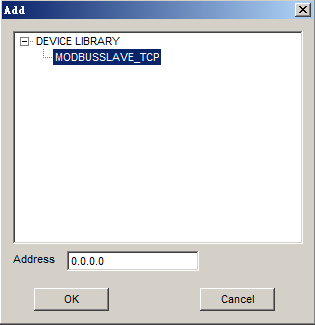 Add
DEVICE LIBRARY
MODBUSSLAVE_TCP
Address
0.0.0.0
OK
Cancel